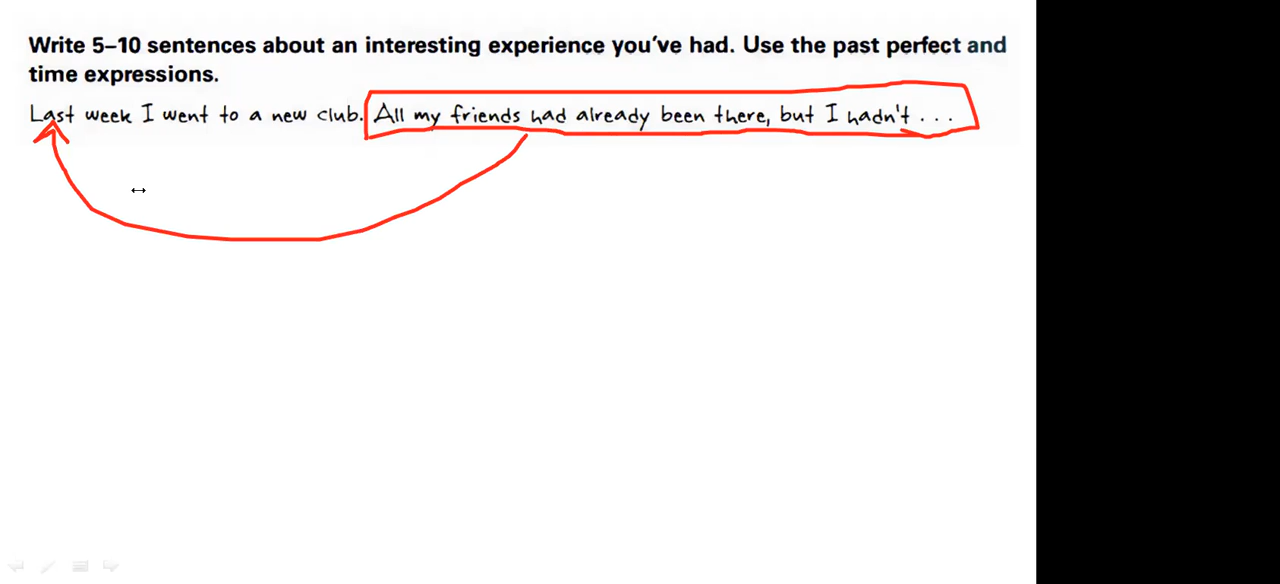 Write 5–10 sentences about an interesting experience you've had. Use the past perfect and
time expressions.
Last week I went to a new club. All my friends had already been there, but I hadn't . . .